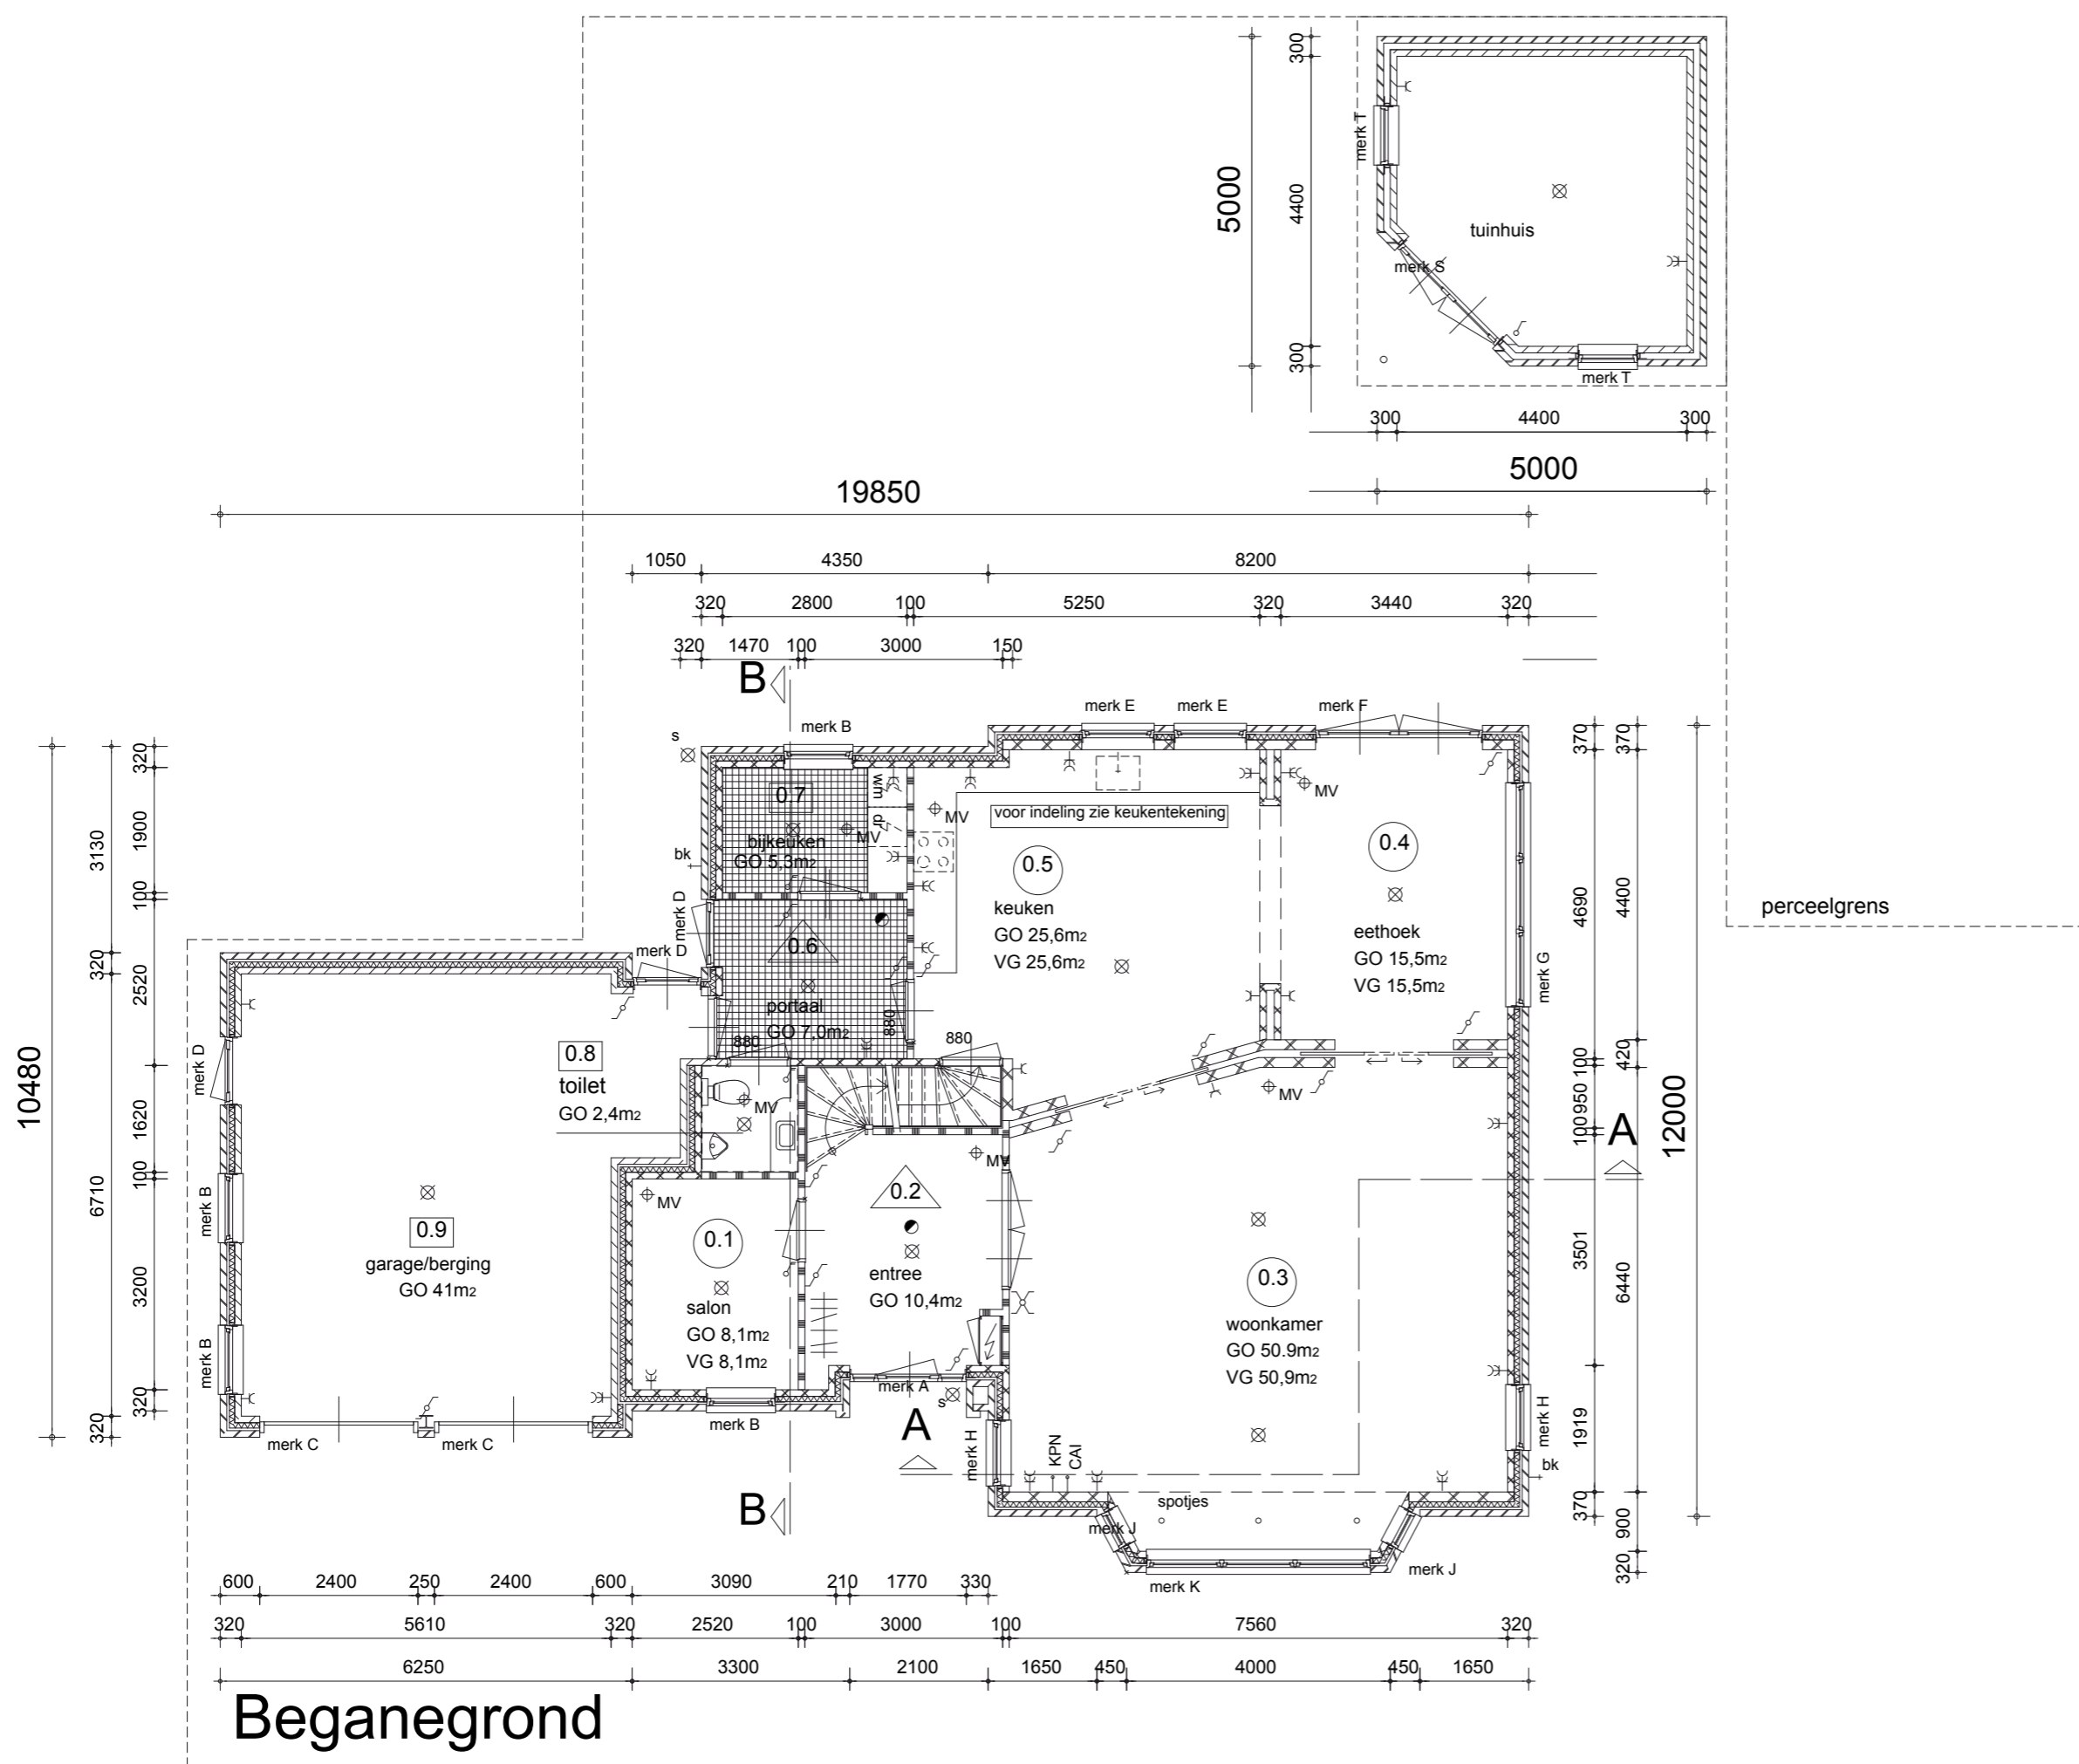 300
4400
300
5000
merk T
tuinhuis
merk S
merk T
300 4400 300
5000
19850
1050 4350 8200
320 2800 100 5250 320 3440 320
320 1470 100 3000 150
B
merk B
merk E merk E merk F
s
320
1900
100
2520
1620
100
3200
320
3130
320
6710
320
10480
370
4690
100
950
100
3501
1919
370
370
4400
420
6440
900
320
12000
0.7
bijkeuken
GO 5,3m2
wm
dr
MV
MV
bk
merk D
merk D
voor indeling zie keukentekening
0.5
keuken
GO 25,6m2
VG 25,6m2
MV
0.4
eethoek
GO 15,5m2
VG 15,5m2
merk G
perceelgrens
0.6
portaal
GO 7,0m2
880
880
880
0.8
toilet
GO 2,4m2
MV
MV
A
merk D
merk B
merk B
0.9
garage/berging
GO 41m2
MV
0.1
salon
GO 8,1m2
VG 8,1m2
MV
0.2
entree
GO 10,4m2
0.3
woonkamer
GO 50.9m2
VG 50,9m2
merk H
bk
merk A
s
A
merk H
KPN
CAI
merk C merk C
merk B
B
spotjes
merk J
merk K
merk J
600 2400 250 2400 600 3090 210 1770 330
320 5610 320 2520 100 3000 100 7560 320
6250 3300 2100 1650 450 4000 450 1650
Beganegrond